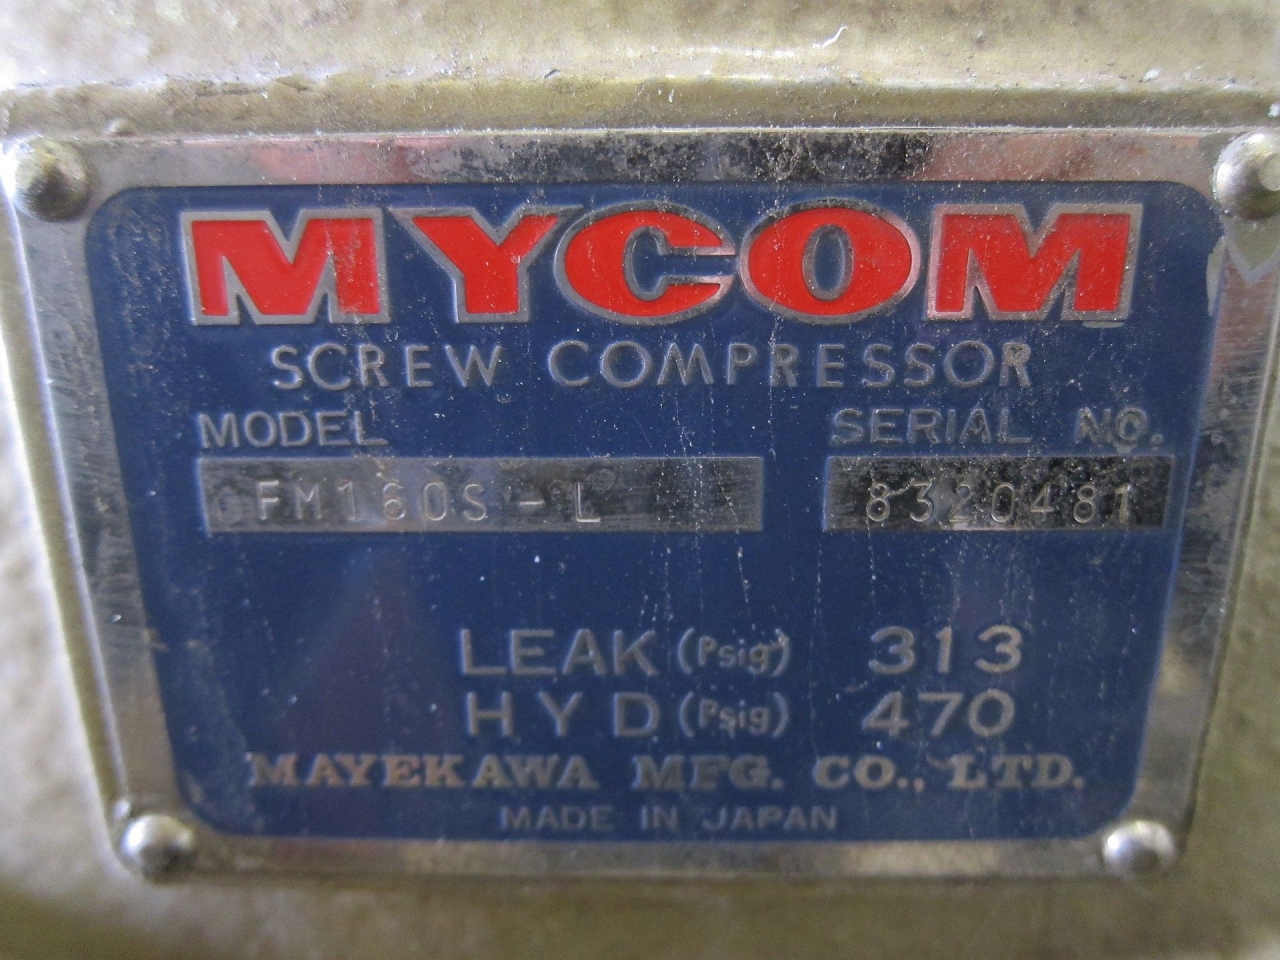 MYCOM
SCREW COMPRESSOR
MODEL SERIAL NO.
FM160S-L 8320481
LEAK (Psig) 313
HYD (Psig) 470
MAYEKAWA MFG. CO., LTD.
MADE IN JAPAN